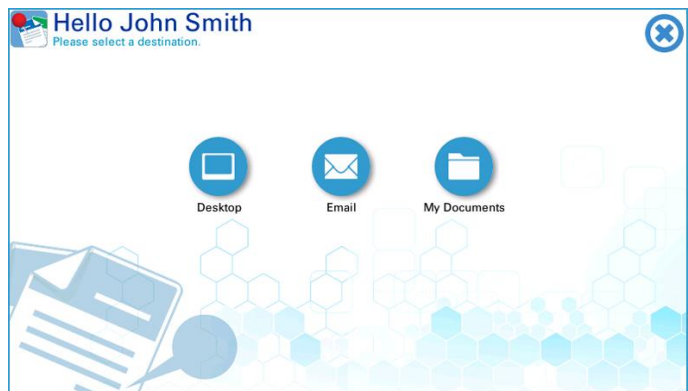 Hello John Smith
Please select a destination.
Desktop
Email
My Documents